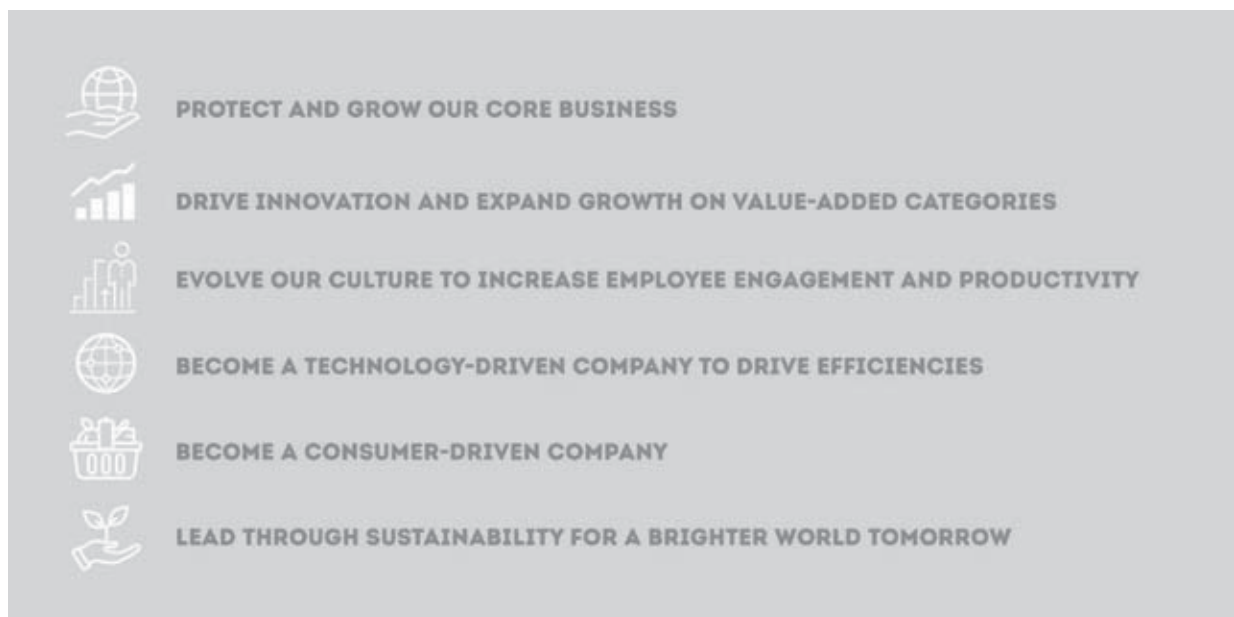 PROTECT AND GROW OUR CORE BUSINESS
DRIVE INNOVATION AND EXPAND GROWTH ON VALUE-ADDED CATEGORIES
EVOLVE OUR CULTURE TO INCREASE EMPLOYEE ENGAGEMENT AND PRODUCTIVITY
BECOME A TECHNOLOGY-DRIVEN COMPANY TO DRIVE EFFICIENCIES
BECOME A CONSUMER-DRIVEN COMPANY
LEAD THROUGH SUSTAINABILITY FOR A BRIGHTER WORLD TOMORROW